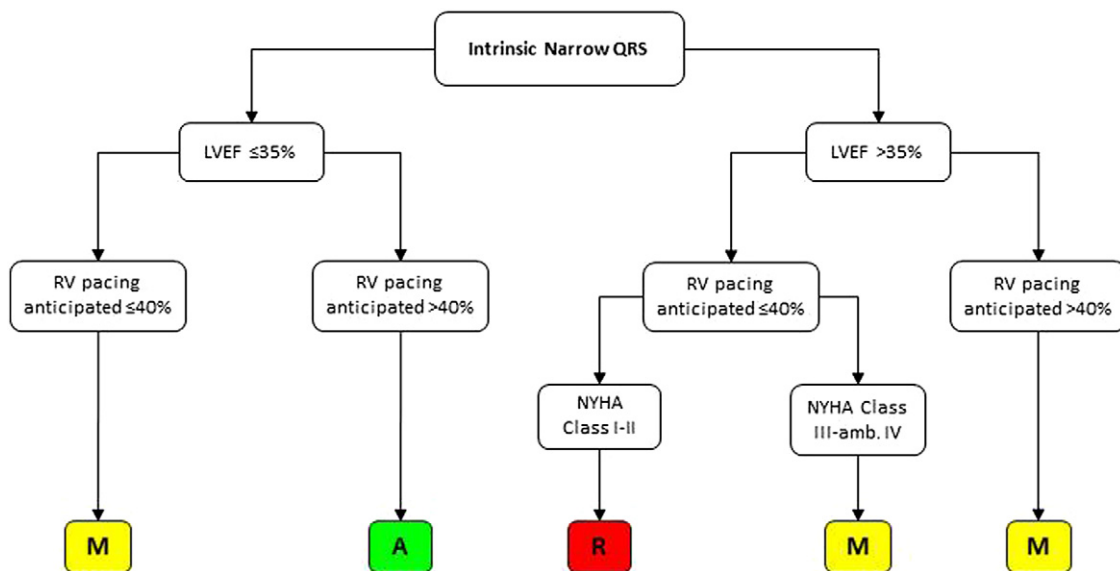 Intrinsic Narrow QRS
LVEF ≤35%
LVEF >35%
RV pacing
anticipated ≤40%
RV pacing
anticipated >40%
RV pacing
anticipated ≤40%
RV pacing
anticipated >40%
NYHA
Class I-II
NYHA Class
III-amb. IV
M
A
R
M
M